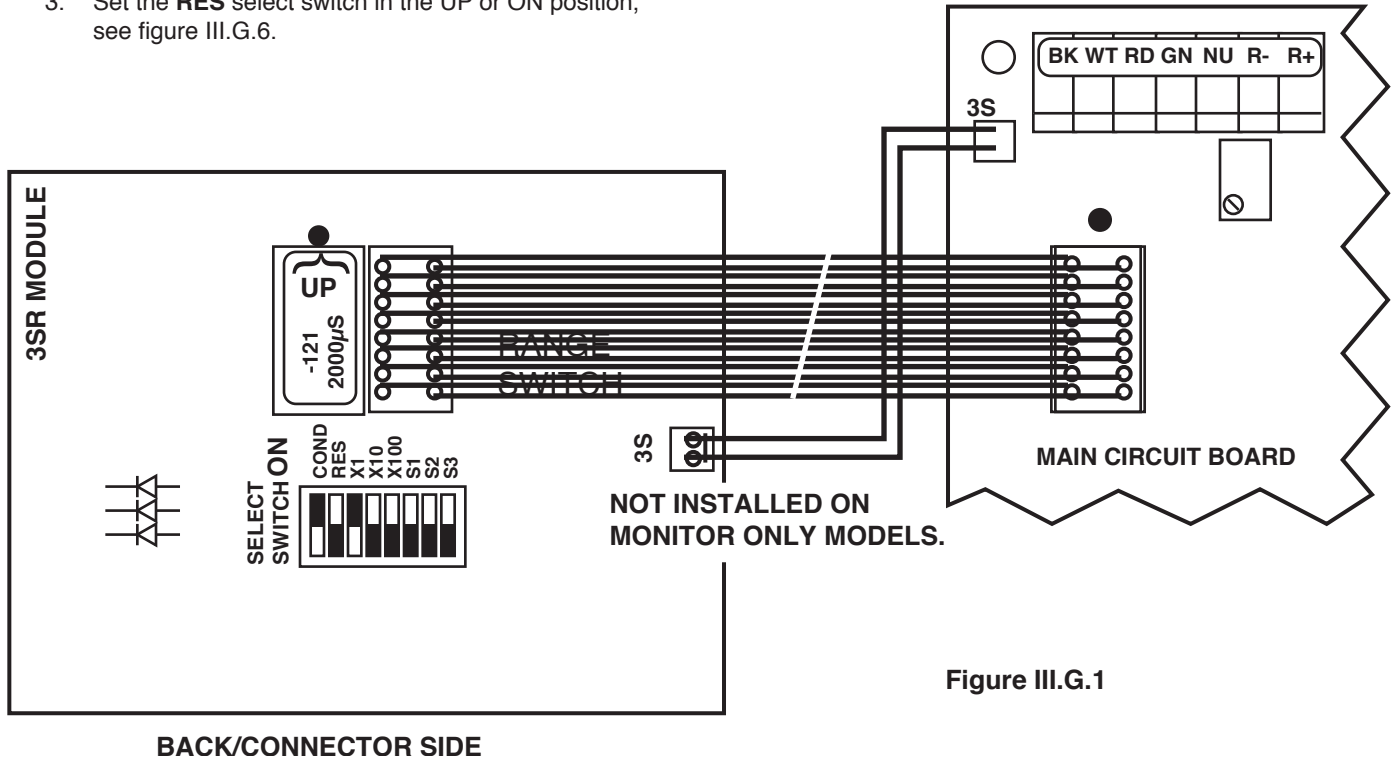 3. Set the RES select switch in the UP or ON position,
see figure III.G.6.
BK WT RD GN NU R- R+
3S
3SR MODULE
UP
-121
2000µS
RANGE
SWITCH
3S
MAIN CIRCUIT BOARD
SELECT
SWITCH ON
COND
RES
X1
X10
X100
S1
S2
S3
NOT INSTALLED ON
MONITOR ONLY MODELS.
Figure III.G.1
BACK/CONNECTOR SIDE